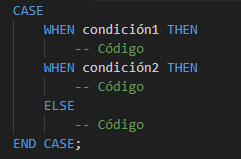 CASE
    WHEN condición1 THEN
        -- Código
    WHEN condición2 THEN
        -- Código
    ELSE
        -- Código
END CASE;